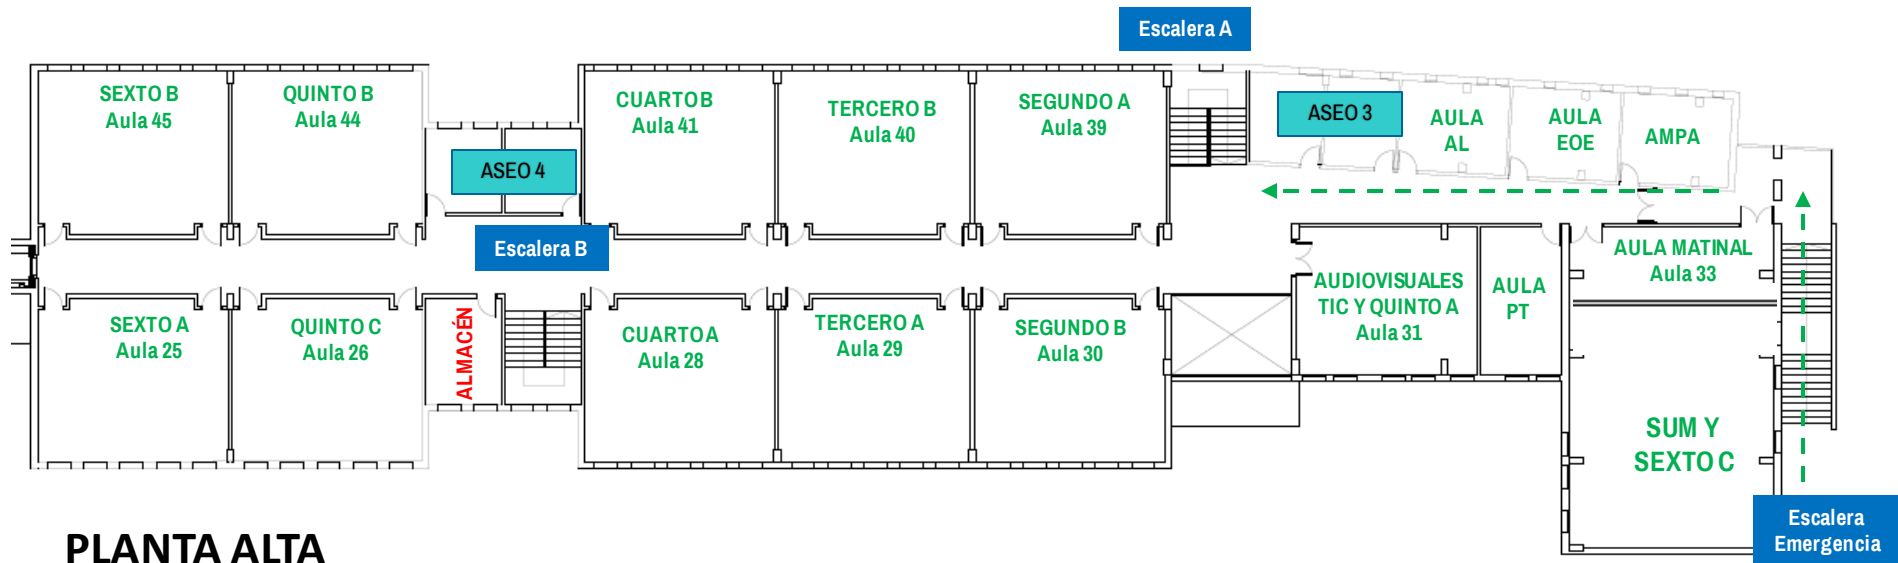 Escalera A
SEXTO B
Aula 45
QUINTO B
Aula 44
CUARTO B
Aula 41
TERCERO B
Aula 40
SEGUNDO A
Aula 39
ASEO 3
AULA
AL
AULA
EOE
AMPA
ASEO 4
Escalera B
AULA MATINAL
Aula 33
SEXTO A
Aula 25
QUINTO C
Aula 26
ALMACÉN
CUARTO A
Aula 28
TERCERO A
Aula 29
SEGUNDO B
Aula 30
AUDIOVISUALES
TIC Y QUINTO A
Aula 31
AULA
PT
SUM Y
SEXTO C
Escalera
Emergencia
PLANTA ALTA